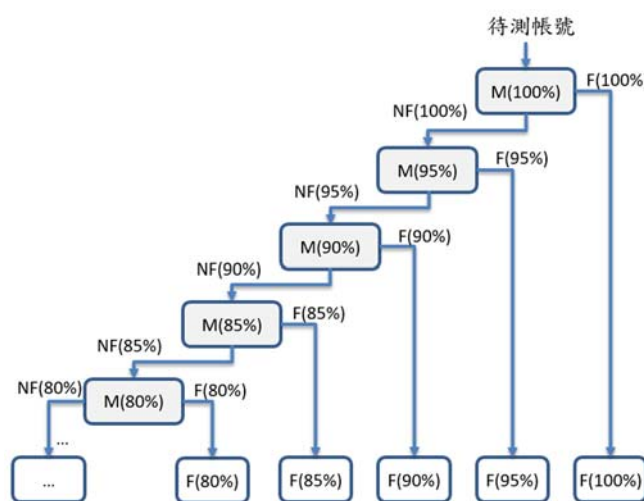 待測帳號
M(100%)
F(100%)
NF(100%)
M(95%)
F(95%)
NF(95%)
M(90%)
F(90%)
NF(90%)
M(85%)
F(85%)
NF(85%)
M(80%)
NF(80%)
F(80%)
...
...
F(80%)
F(85%)
F(90%)
F(95%)
F(100%)